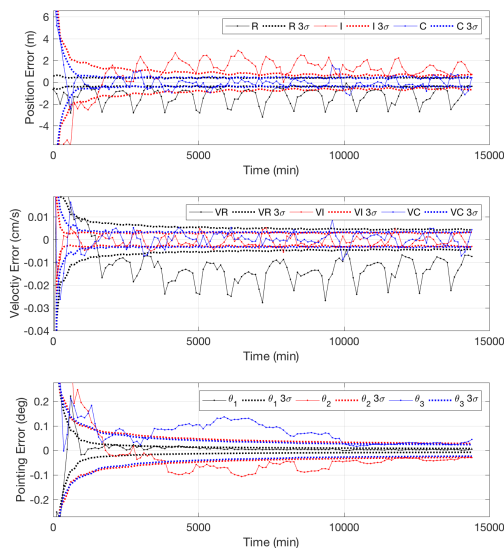 6
4
2
0
-2
-4
Position Error (m)
R R 3σ I I 3σ C C 3σ
0 5000 10000 15000
Time (min)
0.01
0
-0.01
-0.02
-0.03
-0.04
Veloctiy Error (cm/s)
VR VR 3σ VI VI 3σ VC VC 3σ
0 5000 10000 15000
Time (min)
0.2
0.1
0
-0.1
-0.2
Pointing Error (deg)
θ1 θ1 3σ θ2 θ2 3σ θ3 θ3 3σ
0 5000 10000 15000
Time (min)